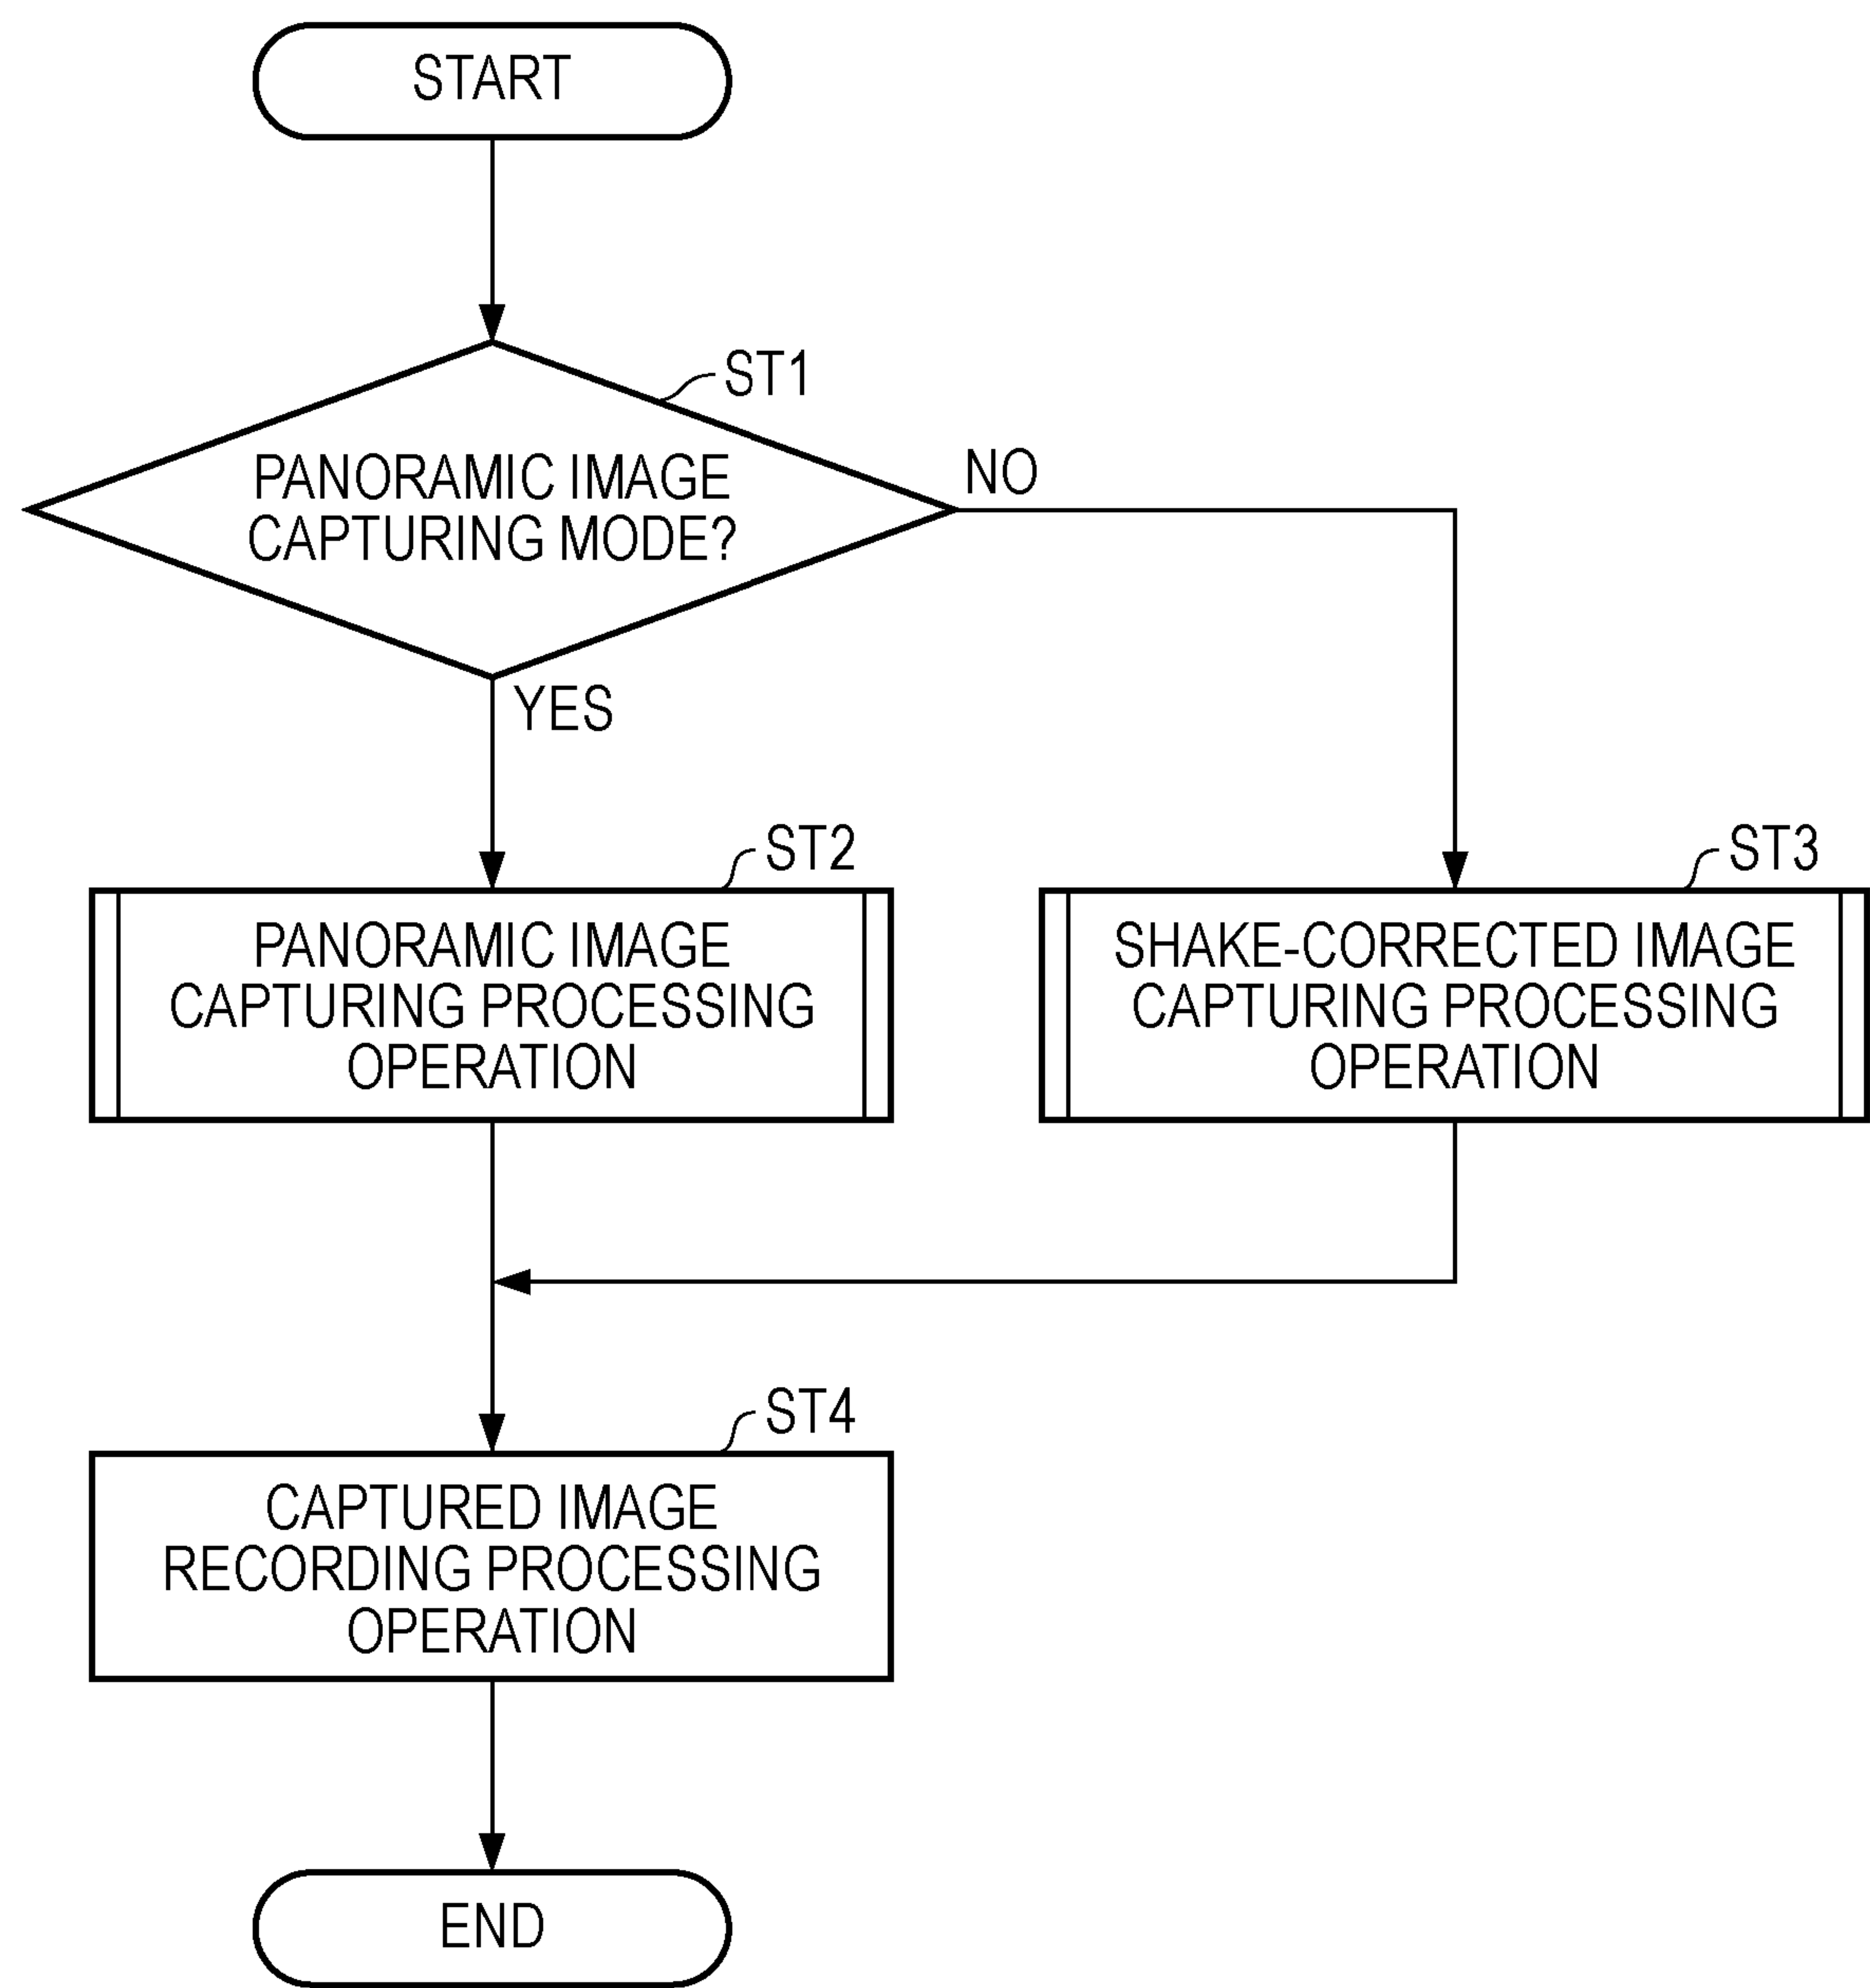 START
ST1
PANORAMIC IMAGE
CAPTURING MODE?
NO
YES
ST2
PANORAMIC IMAGE
CAPTURING PROCESSING
OPERATION
ST3
SHAKE-CORRECTED IMAGE
CAPTURING PROCESSING
OPERATION
ST4
CAPTURED IMAGE
RECORDING PROCESSING
OPERATION
END